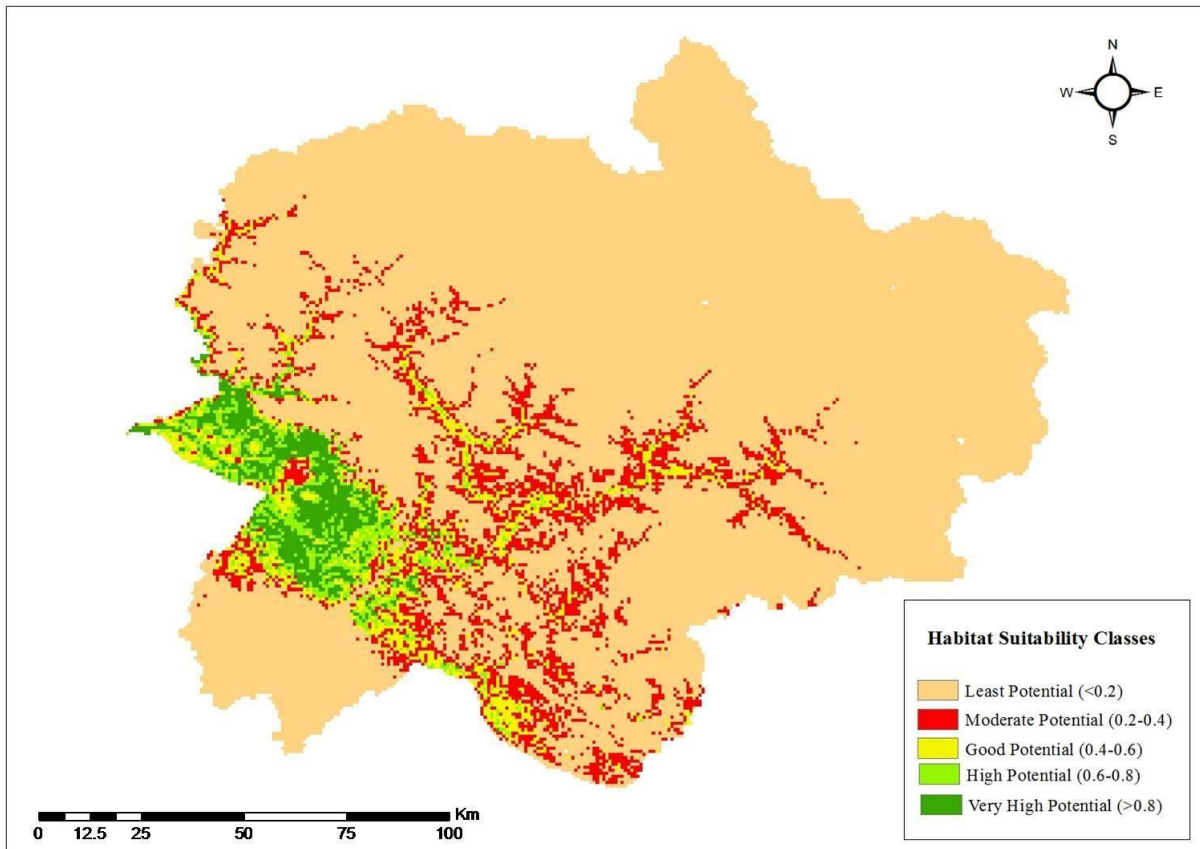 N
W E
S
Habitat Suitability Classes
Least Potential (<0.2)
Moderate Potential (0.2-0.4)
Good Potential (0.4-0.6)
High Potential (0.6-0.8)
Very High Potential (>0.8)
Km
0 12.5 25 50 75 100